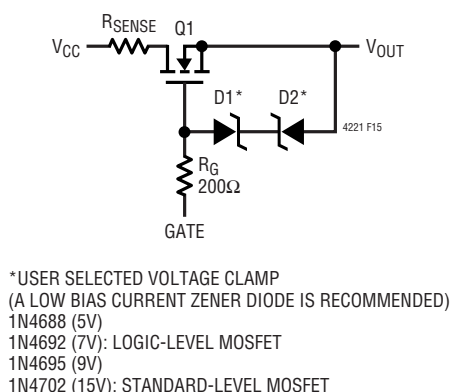 RSENSE Q1
VCC VOUT
D1* D2*
4221 F15
RG
200Ω
GATE
*USER SELECTED VOLTAGE CLAMP
(A LOW BIAS CURRENT ZENER DIODE IS RECOMMENDED)
1N4688 (5V)
1N4692 (7V): LOGIC-LEVEL MOSFET
1N4695 (9V)
1N4702 (15V): STANDARD-LEVEL MOSFET